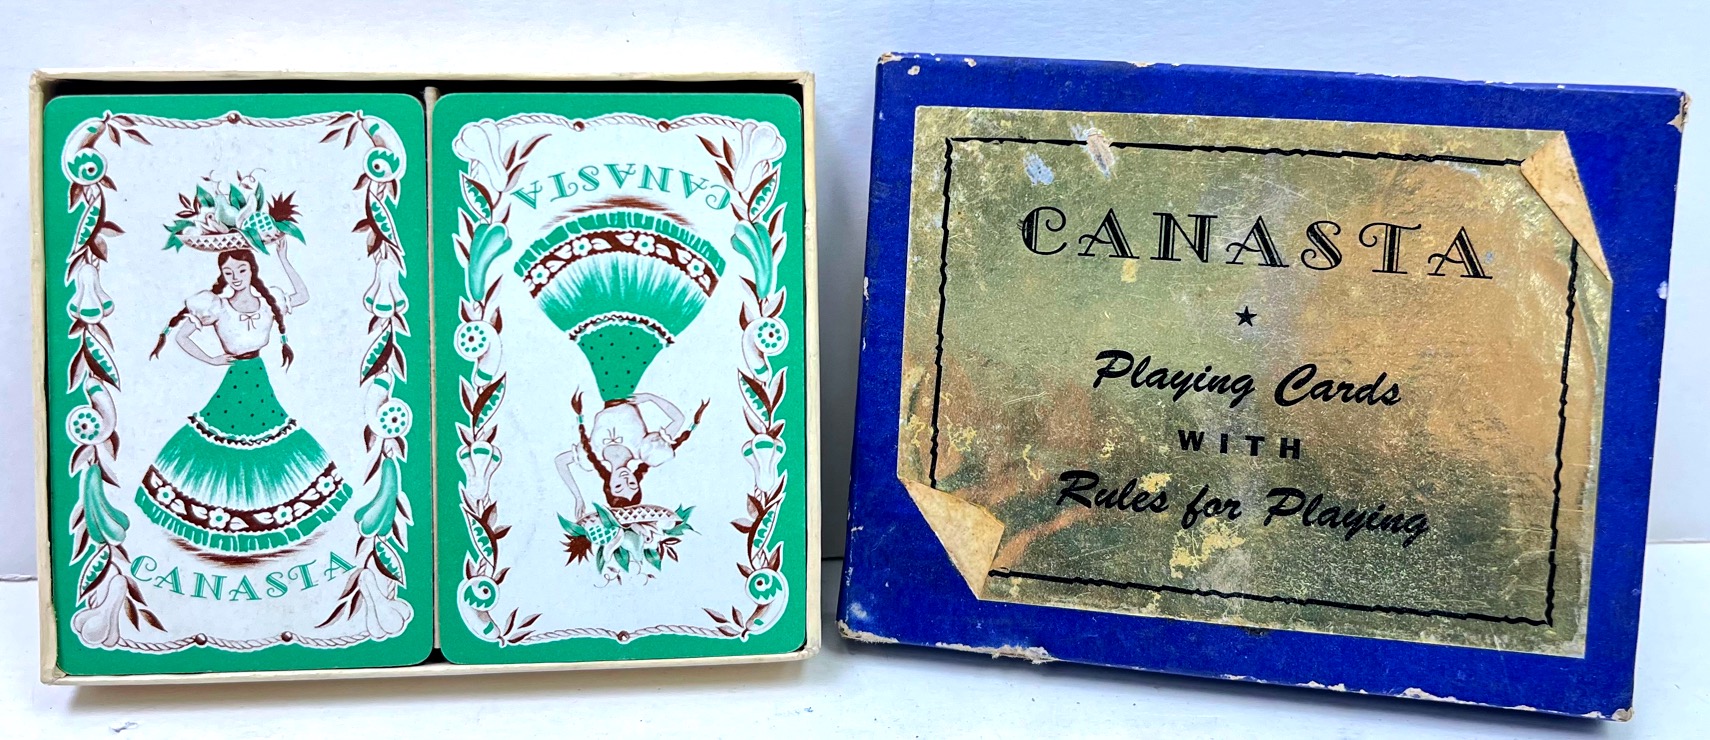 CANASTA
CANASTA
CANASTA
Playing Cards
WITH
Rules for Playing